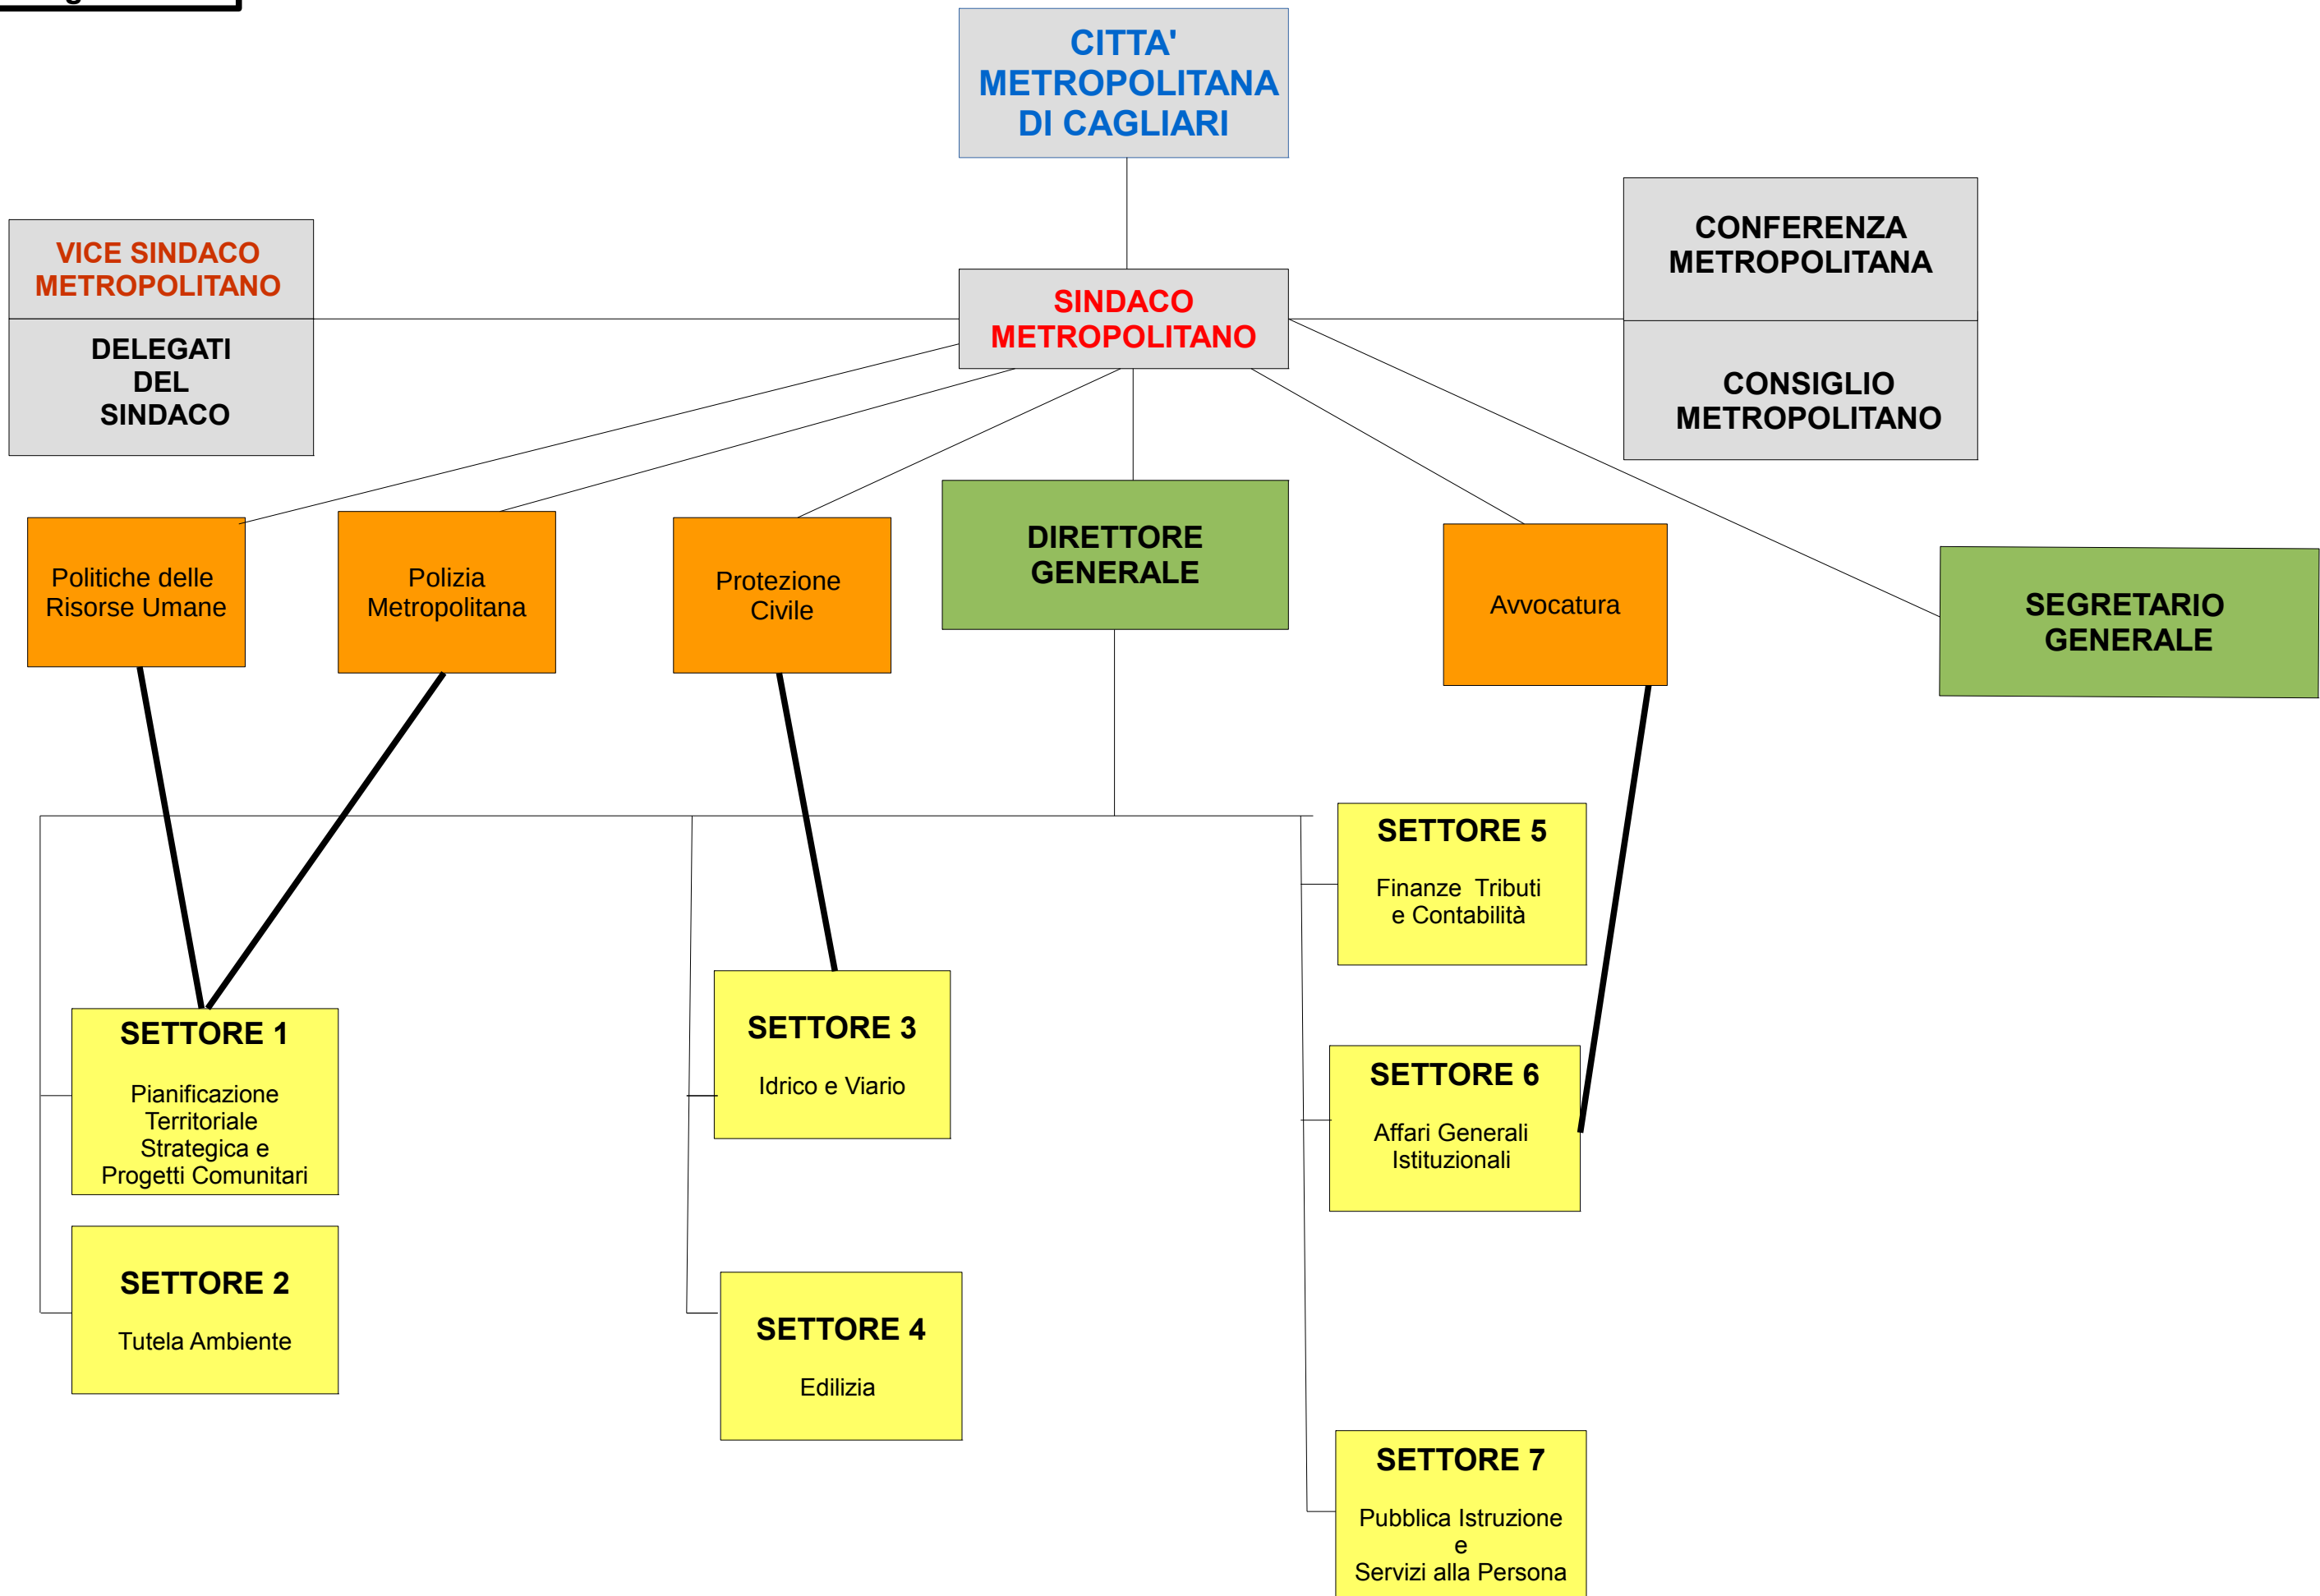 CITTA'
METROPOLITANA
DI CAGLIARI
VICE SINDACO
METROPOLITANO
DELEGATI
DEL
SINDACO
SINDACO
METROPOLITANO
CONFERENZA
METROPOLITANA
CONSIGLIO
METROPOLITANO
Politiche delle
Risorse Umane
Polizia
Metropolitana
Protezione
Civile
DIRETTORE
GENERALE
Avvocatura
SEGRETARIO
GENERALE
SETTORE 1
Pianificazione
Territoriale
Strategica e
Progetti Comunitari
SETTORE 2
Tutela Ambiente
SETTORE 3
Idrico e Viario
SETTORE 4
Edilizia
SETTORE 5
Finanze  Tributi
e Contabilità
SETTORE 6
Affari Generali
Istituzionali
SETTORE 7
Pubblica Istruzione
e
Servizi alla Persona